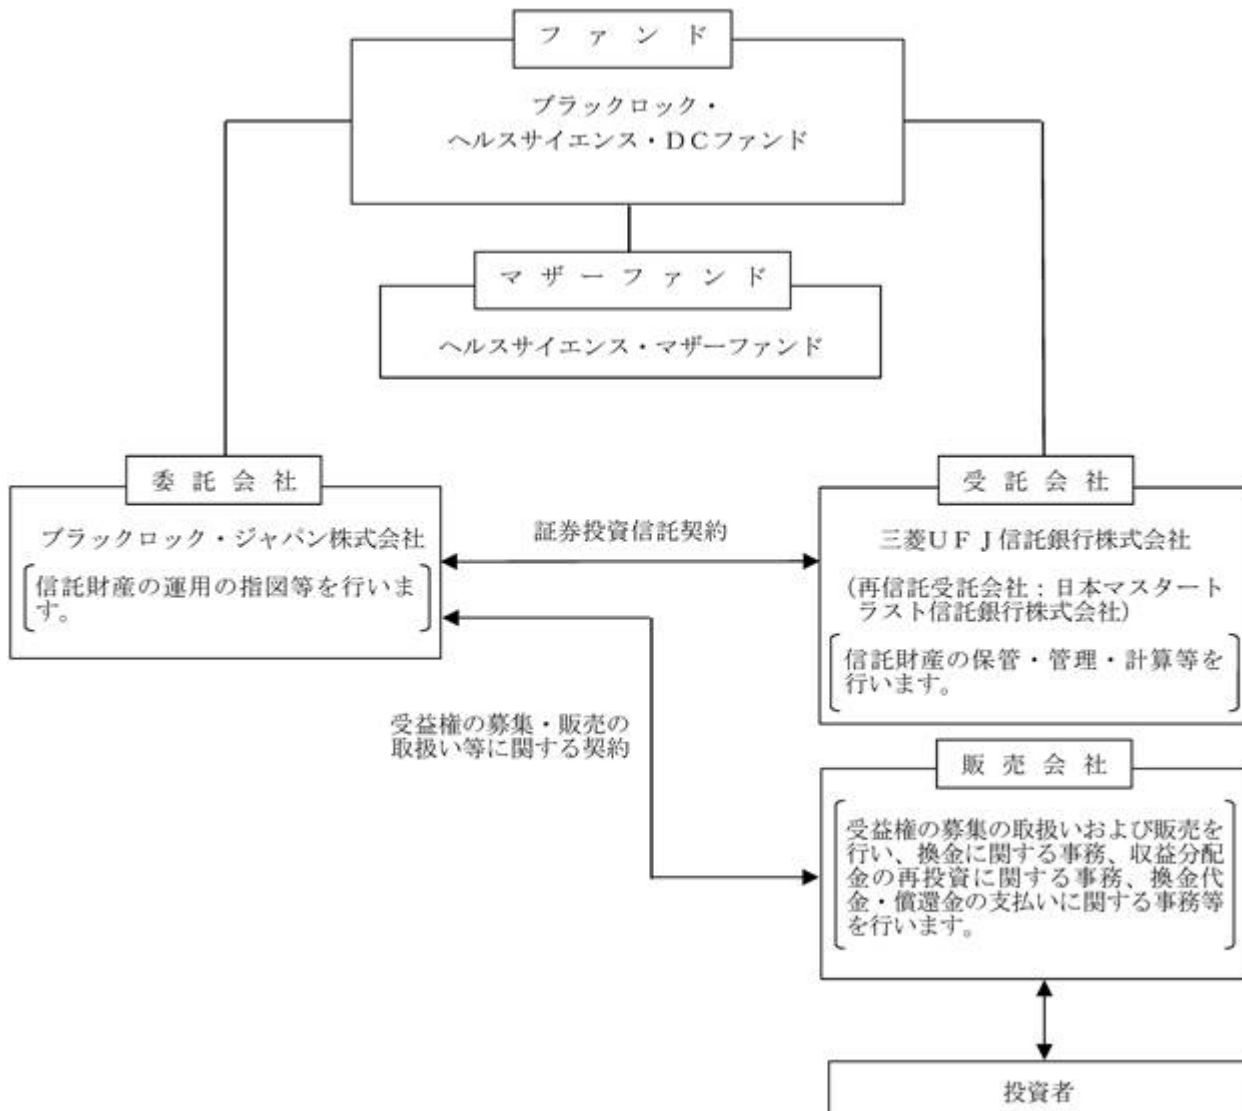 ファンド
ブラックロック・
ヘルスサイエンス・DCファンド
マザーファンド
ヘルスサイエンス・マザーファンド
委託会社
ブラックロック・ジャパン株式会社
信託財産の運用の指図等を行いま
す。
証券投資信託契約
受託会社
三菱UFJ信託銀行株式会社
(再信託受託会社:日本マスタート
ラスト信託銀行株式会社)
信託財産の保管・管理・計算等を
行います。
受益権の募集・販売の
取扱い等に関する契約
販売会社
受益権の募集の取扱いおよび販売を
行い、換金に関する事務、収益分配
金の再投資に関する事務、換金代
金・償還金の支払いに関する事務等
を行います。
投資者